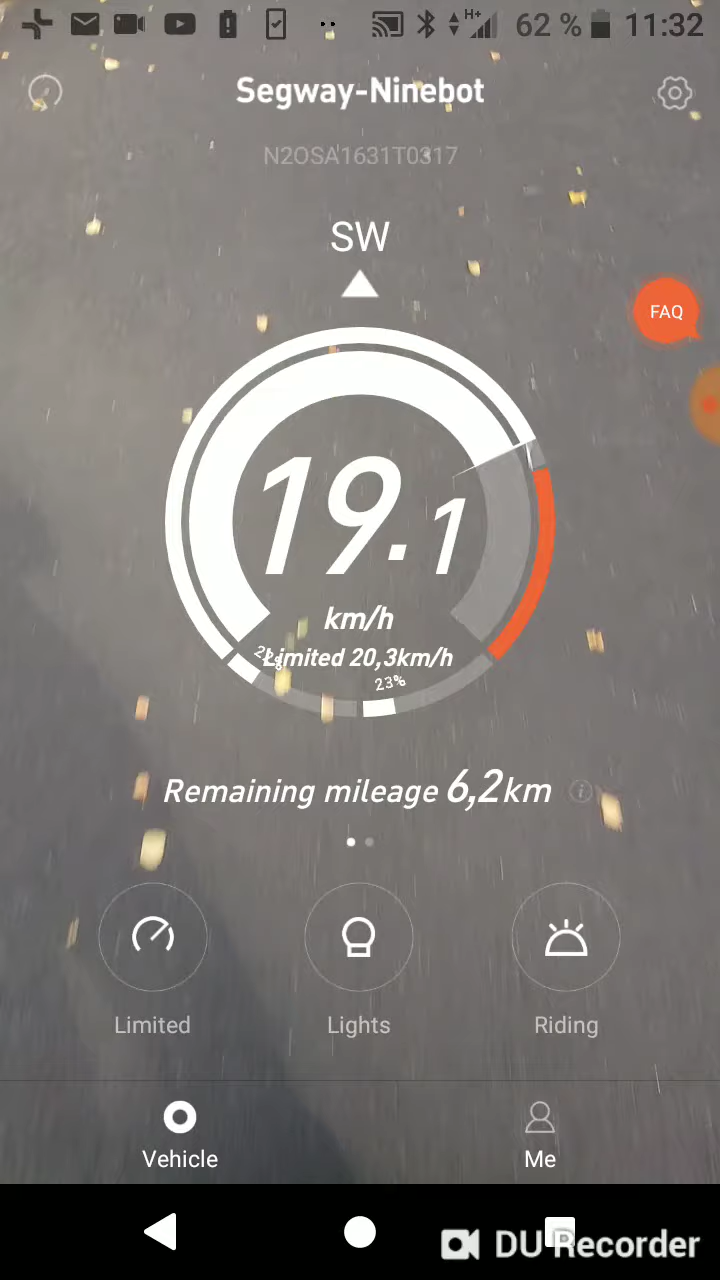 H+ 62 % 11:32
Segway-Ninebot
N2OSA1631T0317
SW
FAQ
19.1
km/h
Limited 20,3km/h
23%
Remaining mileage 6,2km
Limited Lights Riding
Vehicle Me
DU Recorder